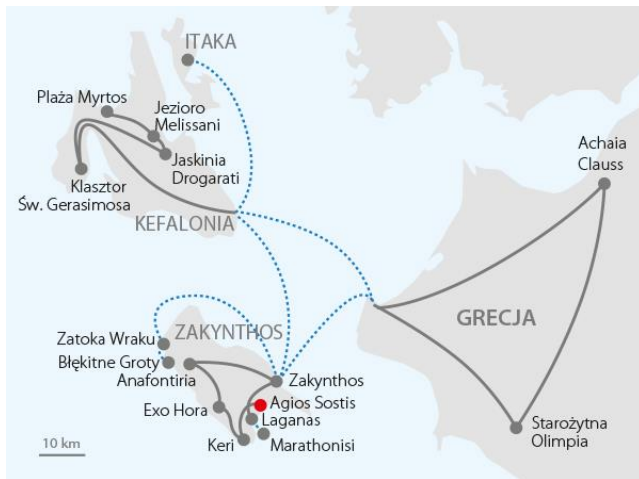 ITAKA
Plaża Myrtos
Jezioro
Melissani
Achaia
Clauss
Jaskinia
Drogarati
Klasztor
Św. Gerasimosa
KEFALONIA
GRECJA
ZAKYNTHOS
Zatoka Wraku
Błękitne Groty
Anafontiria
Zakynthos
Exo Hora
Agios Sostis
Laganas
Keri
Marathonisi
Starożytna
Olimpia
10 km